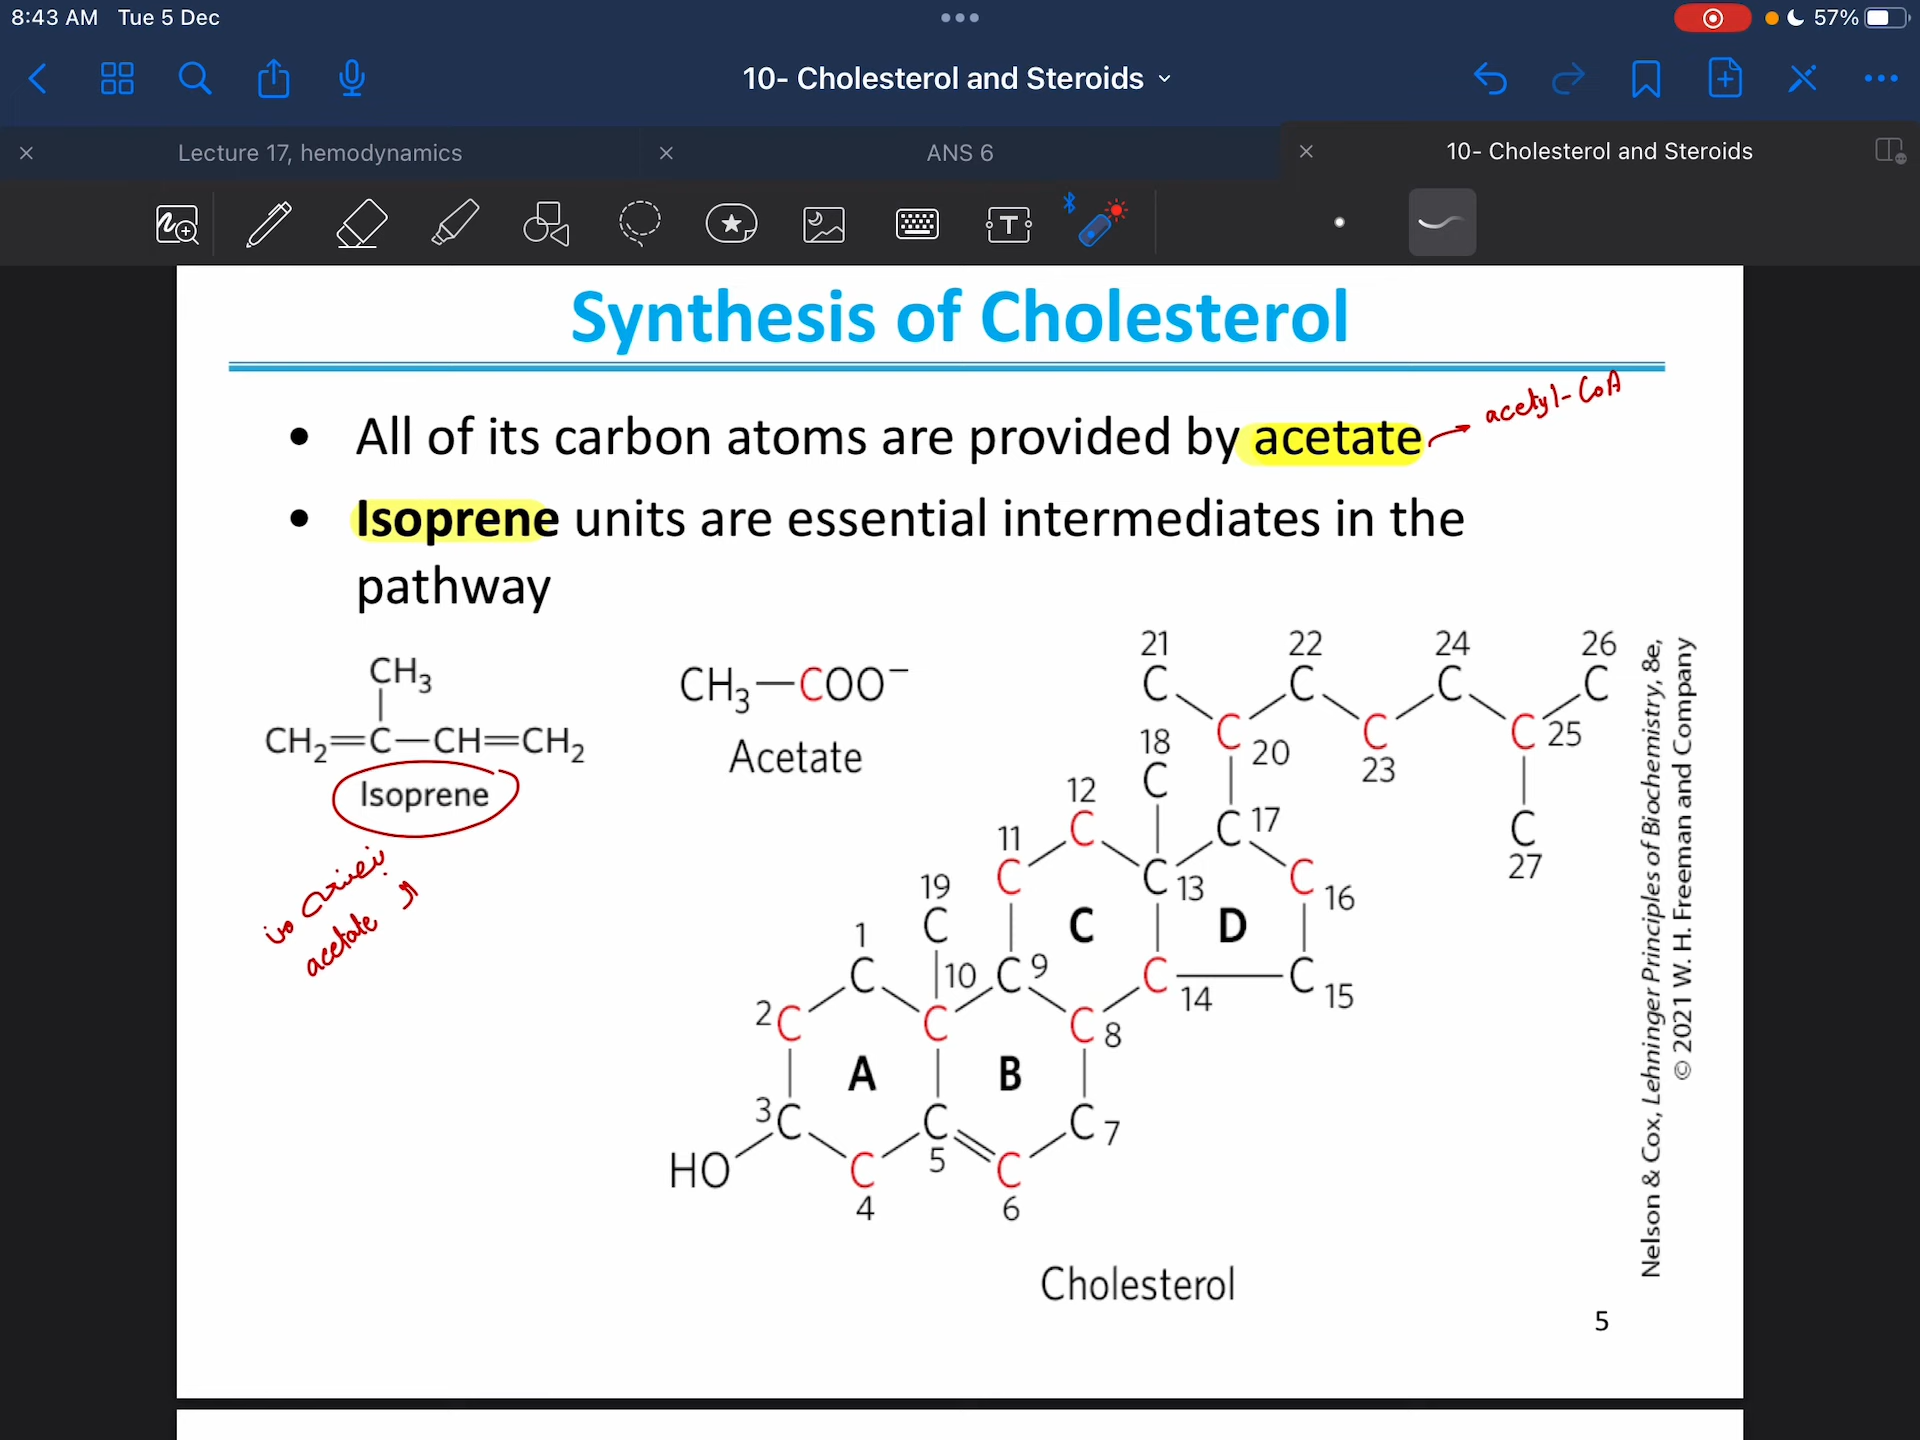 8:43 AM Tue 5 Dec
57%
10- Cholesterol and Steroids
Lecture 17, hemodynamics
ANS 6
10- Cholesterol and Steroids
T
Synthesis of Cholesterol
• All of its carbon atoms are provided by acetate
acetyl-CoA
• Isoprene units are essential intermediates in the
pathway
CH₃
CH₂=C—CH=CH₂
Isoprene
acetate
CH₃—COO⁻
Acetate
21 22 24 26
C C C C
C 20 C 23 C 25
18
C
12
C
C 17
C
27
11
C
C 13
C 16
19
C
C
D
1
C
10
C 9
C 14
C 15
2 C
C
C 8
A
B
3 C
C 5
C 7
HO
C
4
C
6
Cholesterol
Nelson & Cox, Lehninger Principles of Biochemistry, 8e,
© 2021 W. H. Freeman and Company
5